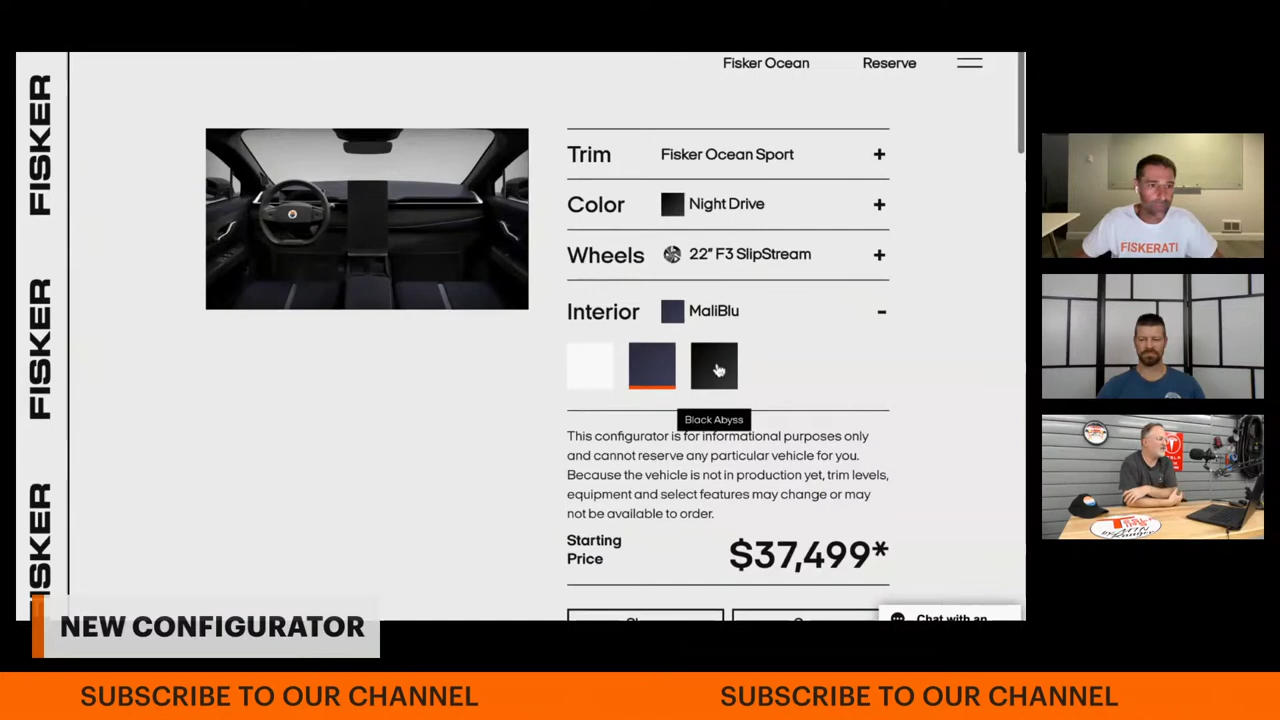 FISKER
FISKER
FISKER
Fisker Ocean
Reserve
Trim
Fisker Ocean Sport
+
Color
Night Drive
+
Wheels
22” F3 SlipStream
+
Interior
MaliBlu
-
Black Abyss
This configurator is for informational purposes only
and cannot reserve any particular vehicle for you.
Because the vehicle is not in production yet, trim levels,
equipment and select features may change or may
not be available to order.
Starting
Price
$37,499*
Chat with an
FISKERATI
NEW CONFIGURATOR
SUBSCRIBE TO OUR CHANNEL
SUBSCRIBE TO OUR CHANNEL